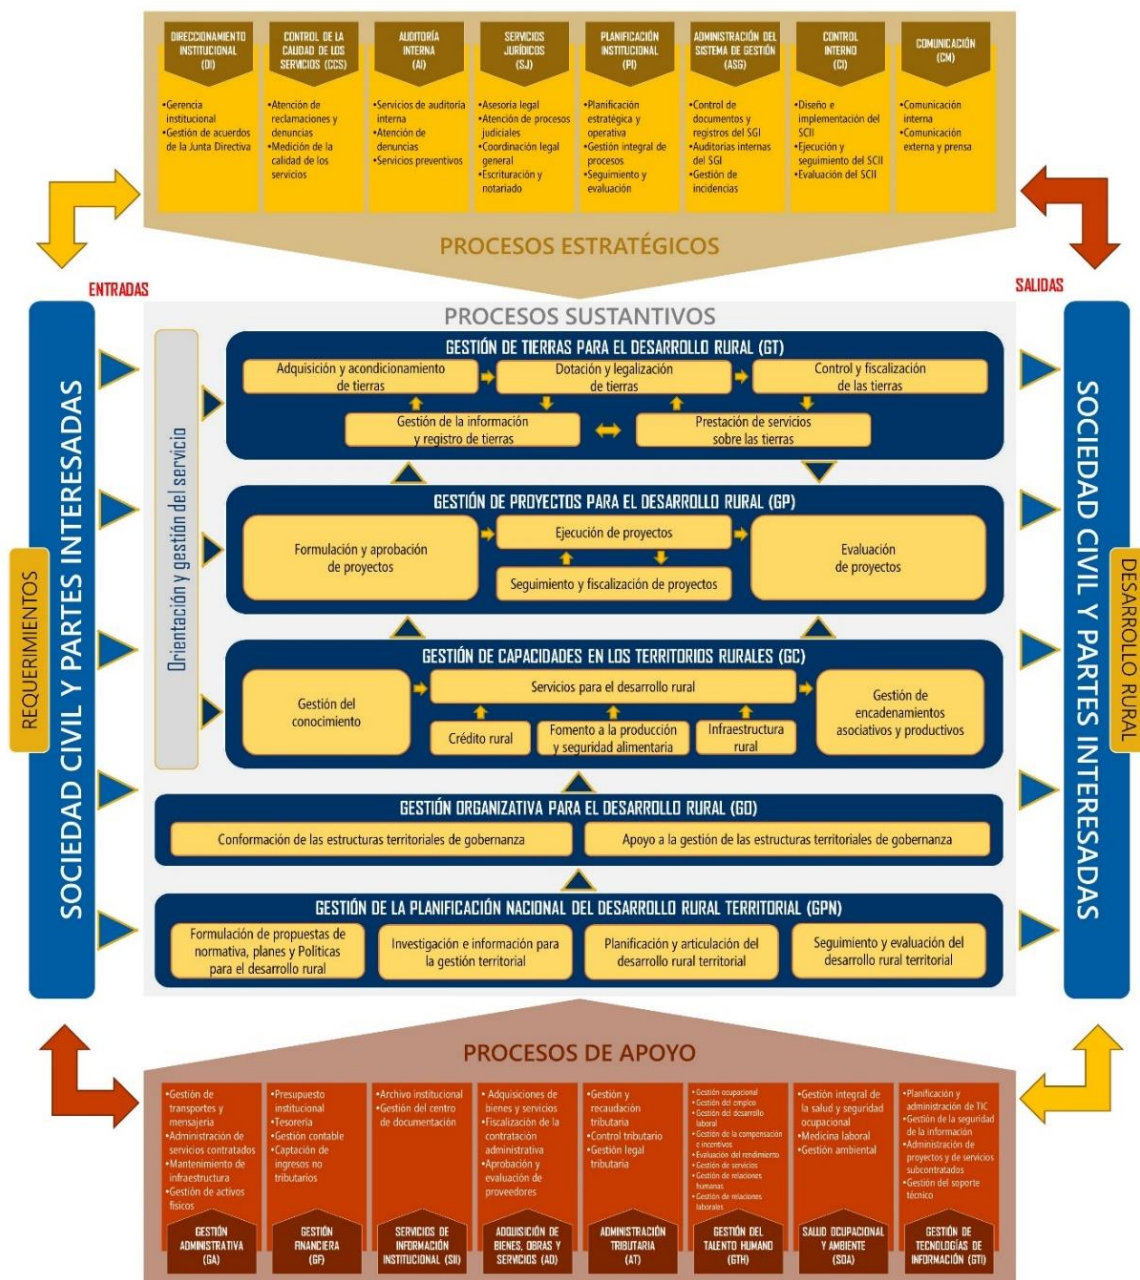 DIRECCIONAMIENTO
INSTITUCIONAL
(DI)
•Gerencia
institucional
•Gestión de acuerdos
de la Junta Directiva
CONTROL DE LA
CALIDAD DE LOS
SERVICIOS (CCS)
•Atención de
reclamaciones y
denuncias
•Medición de la
calidad de los
servicios
AUDITORÍA
INTERNA
(AI)
•Servicios de auditoría
interna
•Atención de
denuncias
•Servicios preventivos
SERVICIOS
JURÍDICOS
(SJ)
•Asesoría legal
•Atención de procesos
judiciales
•Coordinación legal
general
•Escrituración y
notariado
PLANIFICACIÓN
INSTITUCIONAL
(PI)
•Planificación
estratégica y
operativa
•Gestión integral de
procesos
•Seguimiento y
evaluación
ADMINISTRACIÓN DEL
SISTEMA DE GESTIÓN
(ASG)
•Control de
documentos y
registros del SGI
•Auditorias internas
del SGI
•Gestión de
incidencias
CONTROL
INTERNO
(CI)
•Diseño e
implementación del
SCII
•Ejecución y
seguimiento del SCII
•Evaluación del SCII
COMUNICACIÓN
(CM)
•Comunicación
interna
•Comunicación
externa y prensa
PROCESOS ESTRATÉGICOS
ENTRADAS
SALIDAS
REQUERIMIENTOS
SOCIEDAD CIVIL Y PARTES INTERESADAS
Orientación y gestión del servicio
PROCESOS SUSTANTIVOS
GESTIÓN DE TIERRAS PARA EL DESARROLLO RURAL (GT)
Adquisición y acondicionamiento
de tierras
Dotación y legalización
de tierras
Control y fiscalización
de las tierras
Gestión de la información
y registro de tierras
Prestación de servicios
sobre las tierras
GESTIÓN DE PROYECTOS PARA EL DESARROLLO RURAL (GP)
Formulación y aprobación
de proyectos
Ejecución de proyectos
Seguimiento y fiscalización de proyectos
Evaluación
de proyectos
GESTIÓN DE CAPACIDADES EN LOS TERRITORIOS RURALES (GC)
Gestión del
conocimiento
Servicios para el desarrollo rural
Crédito rural
Fomento a la producción
y seguridad alimentaria
Infraestructura
rural
Gestión de
encadenamientos
asociativos y productivos
GESTIÓN ORGANIZATIVA PARA EL DESARROLLO RURAL (GO)
Conformación de las estructuras territoriales de gobernanza
Apoyo a la gestión de las estructuras territoriales de gobernanza
GESTIÓN DE LA PLANIFICACIÓN NACIONAL DEL DESARROLLO RURAL TERRITORIAL (GPN)
Formulación de propuestas de
normativa, planes y Políticas
para el desarrollo rural
Investigación e información para
la gestión territorial
Planificación y articulación del
desarrollo rural territorial
Seguimiento y evaluación del
desarrollo rural territorial
SOCIEDAD CIVIL Y PARTES INTERESADAS
DESARROLLO RURAL
PROCESOS DE APOYO
•Gestión de
transportes y
mensajería
•Administración de
servicios contratados
•Mantenimiento de
infraestructura
•Gestión de activos
físicos
GESTIÓN
ADMINISTRATIVA
(GA)
•Presupuesto
institucional
•Tesorería
•Gestión contable
•Captación de
ingresos no
tributarios
GESTIÓN
FINANCIERA
(GF)
•Archivo institucional
•Gestión del centro
de documentación
SERVICIOS DE
INFORMACIÓN
INSTITUCIONAL (SII)
•Adquisiciones de
bienes y servicios
•Fiscalización de la
contratación
administrativa
•Aprobación y
evaluación de
proveedores
ADQUISICIÓN DE
BIENES, OBRAS Y
SERVICIOS (AD)
•Gestión y
recaudación
tributaria
•Control tributario
•Gestión legal
tributaria
ADMINISTRACIÓN
TRIBUTARIA
(AT)
•Gestión ocupacional
•Gestión del empleo
•Gestión del desarrollo
laboral
•Gestión de la compensación
e incentivos
•Evaluación del rendimiento
•Gestión de servicios
•Gestión de relaciones
humanas
•Gestión de relaciones
laborales
GESTIÓN DEL
TALENTO HUMANO
(GTH)
•Gestión integral de
la salud y seguridad
ocupacional
•Medicina laboral
•Gestión ambiental
SALUD OCUPACIONAL
Y AMBIENTE (SOA)
•Planificación y
administración de TIC
•Gestión de la seguridad
de la información
•Administración de
proyectos y de servicios
subcontratados
•Gestión del soporte
técnico
GESTIÓN DE
TECNOLOGÍAS DE
INFORMACIÓN (GTI)